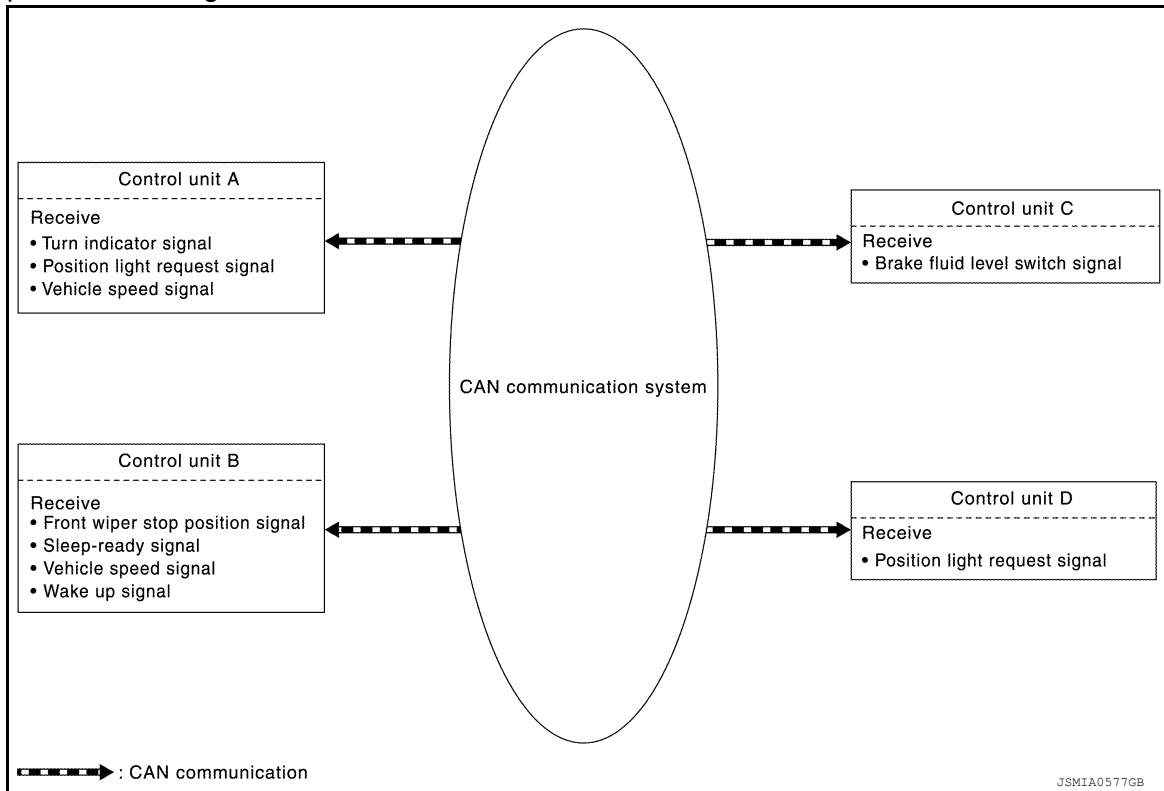 Control unit A
Receive
• Turn indicator signal
• Position light request signal
• Vehicle speed signal
Control unit C
Receive
• Brake fluid level switch signal
CAN communication system
Control unit B
Receive
• Front wiper stop position signal
• Sleep-ready signal
• Vehicle speed signal
• Wake up signal
Control unit D
Receive
• Position light request signal
: CAN communication
JSMIA0577GB